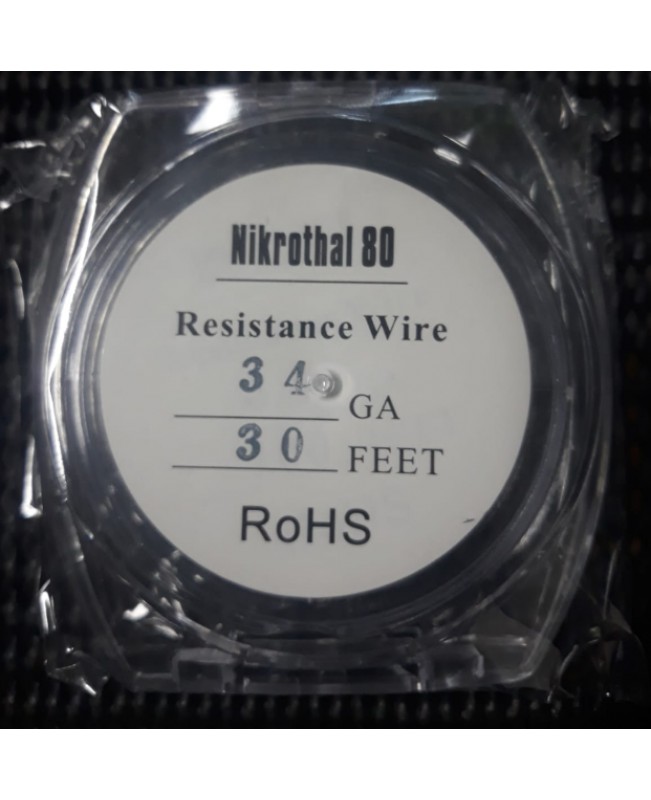 Nikrothal 80
Resistance Wire
34 GA
30 FEET
RoHS